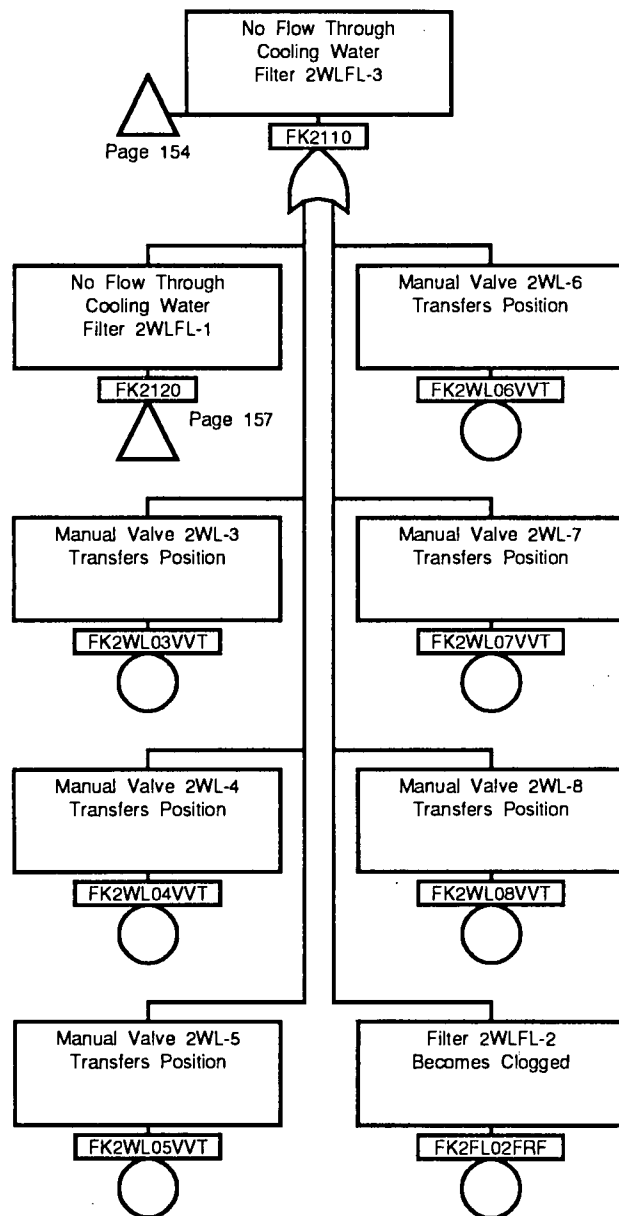 No Flow Through
Cooling Water
Filter 2WLFL-3
Page 154
FK2110
No Flow Through
Cooling Water
Filter 2WLFL-1
FK2120
Page 157
Manual Valve 2WL-6
Transfers Position
FK2WL06VVT
Manual Valve 2WL-3
Transfers Position
FK2WL03VVT
Manual Valve 2WL-7
Transfers Position
FK2WL07VVT
Manual Valve 2WL-4
Transfers Position
FK2WL04VVT
Manual Valve 2WL-8
Transfers Position
FK2WL08VVT
Manual Valve 2WL-5
Transfers Position
FK2WL05VVT
Filter 2WLFL-2
Becomes Clogged
FK2FL02FRF